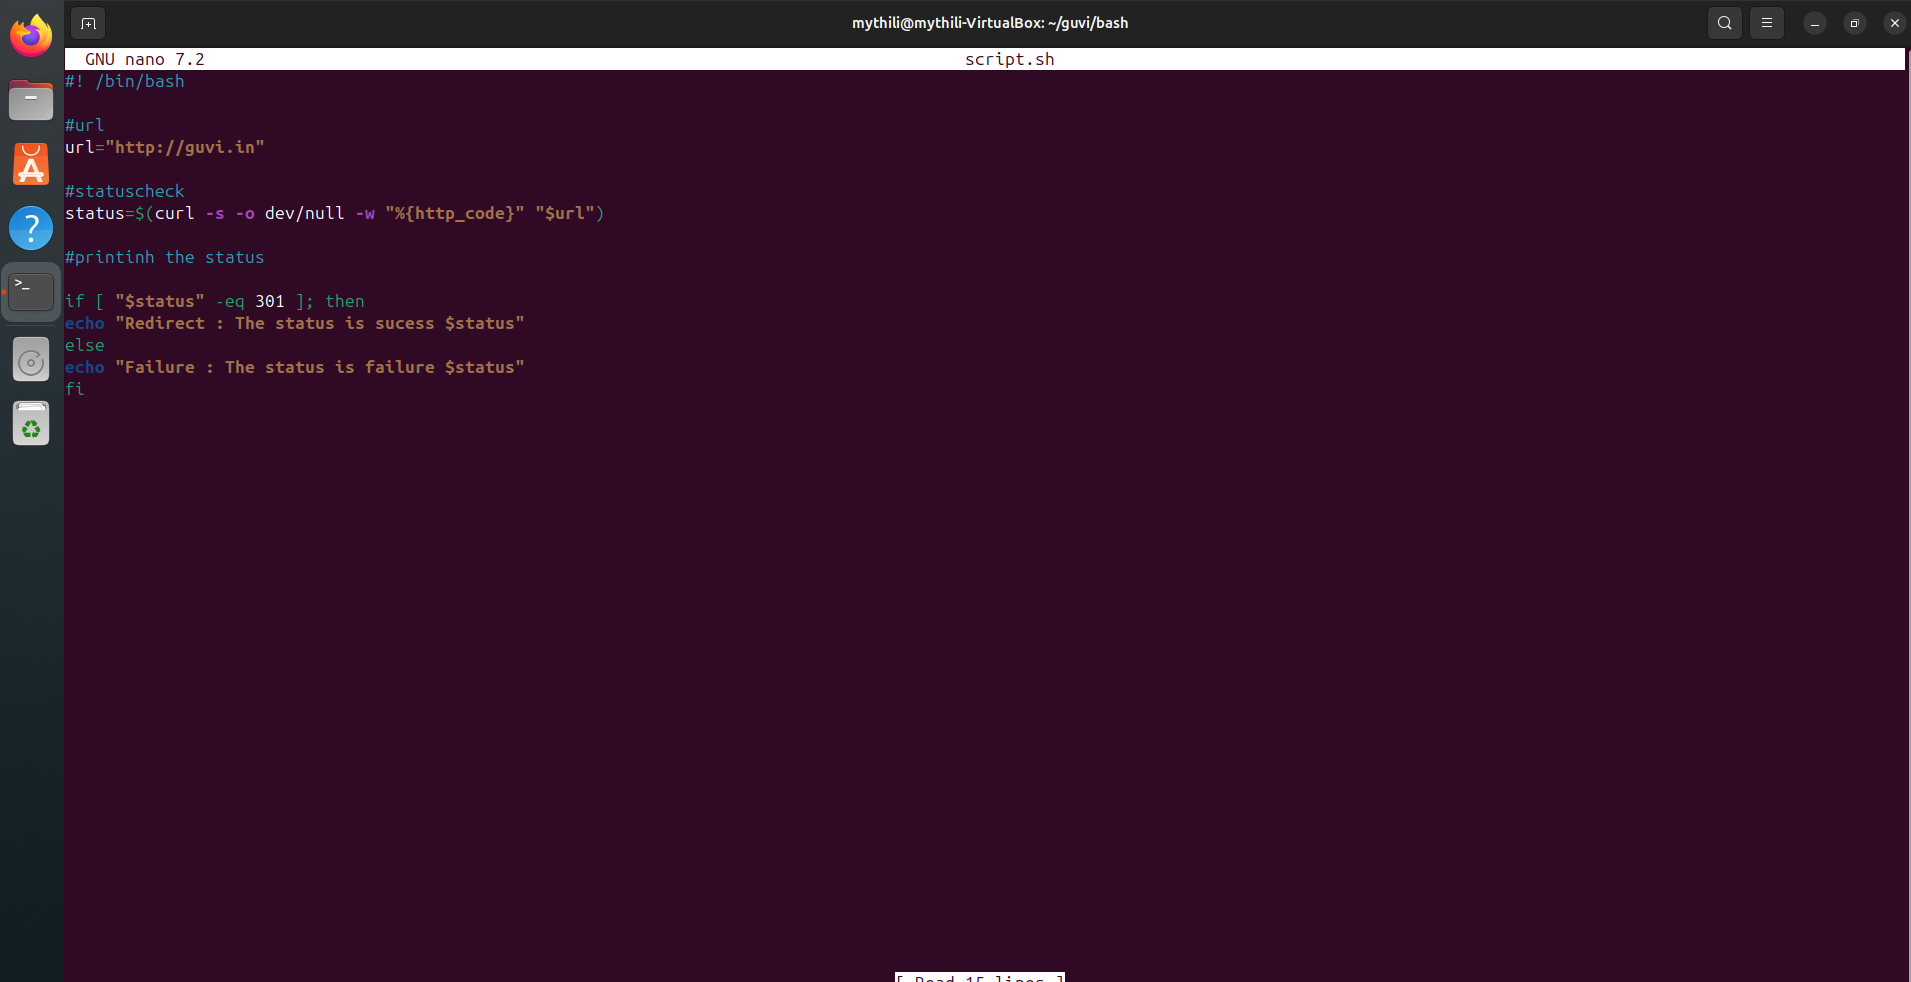 mythili@mythili-VirtualBox: ~/guvi/bash
GNU nano 7.2 script.sh
#! /bin/bash
#url
url="http://guvi.in"
#statuscheck
status=$(curl -s -o dev/null -w "%{http_code}" "$url")
#printinh the status
if [ "$status" -eq 301 ]; then
echo "Redirect : The status is sucess $status"
else
echo "Failure : The status is failure $status"
fi
[ Read 15 lines ]